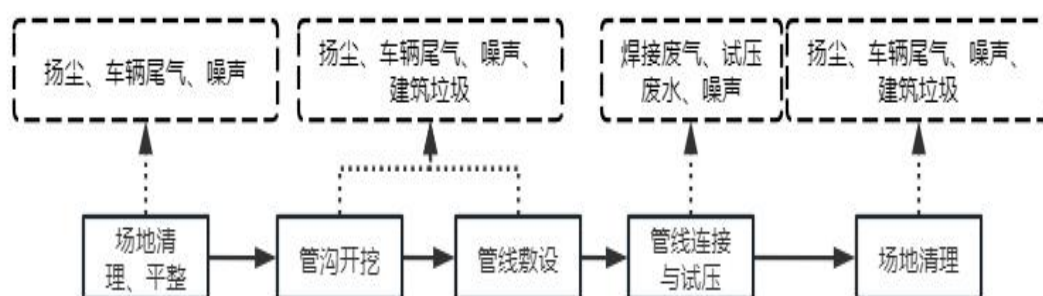 扬尘、车辆尾气、噪声
扬尘、车辆尾气、噪声、
建筑垃圾
焊接废气、试压
废水、噪声
扬尘、车辆尾气、噪声、
建筑垃圾
场地清
理、平整
管沟开挖
管线敷设
管线连接
与试压
场地清理